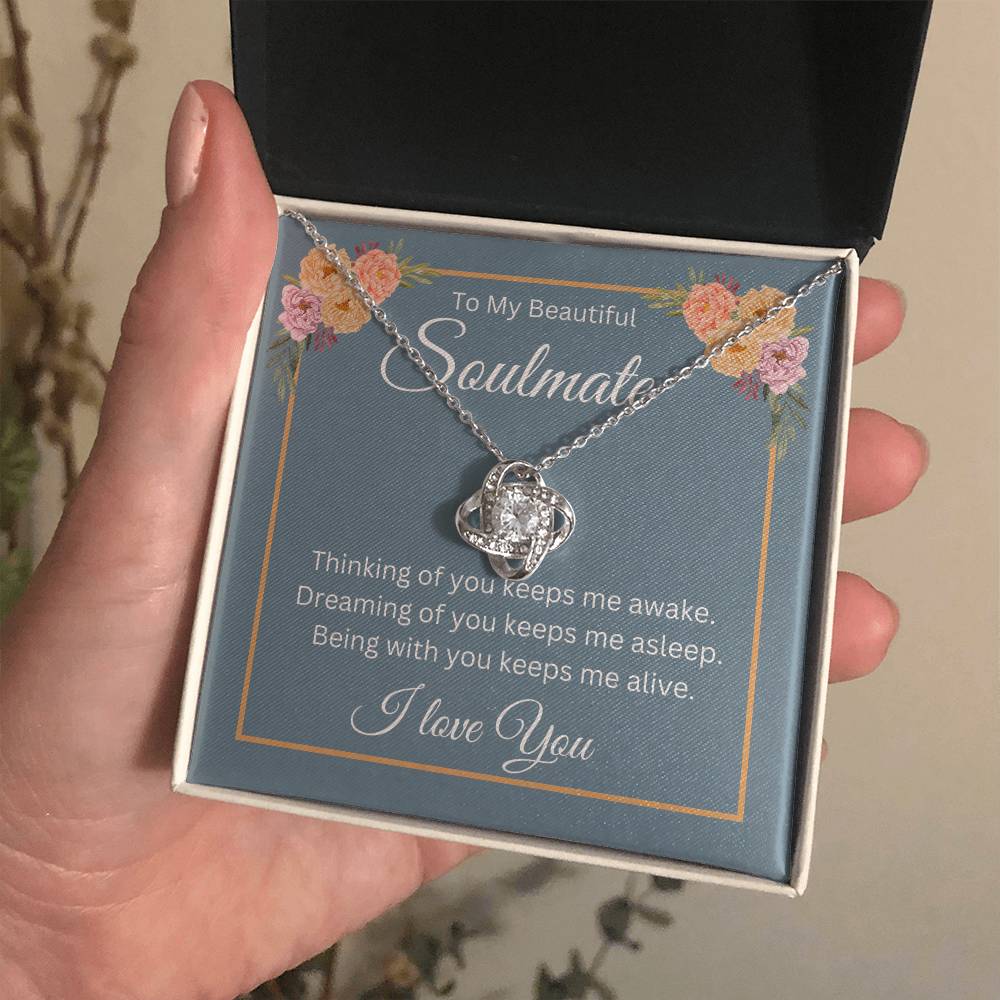 To My Beautiful
Soulmate
Thinking of you keeps me awake.
Dreaming of you keeps me asleep.
Being with you keeps me alive.
I love You